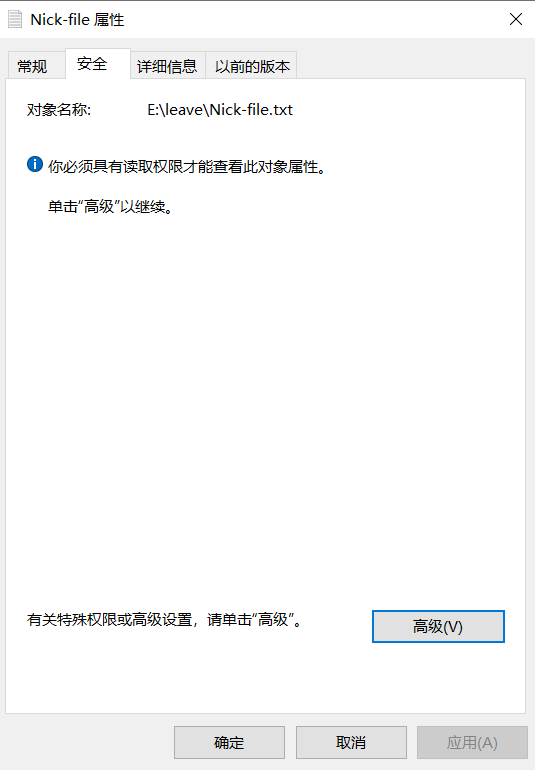 Nick-file 属性
常规 安全 详细信息 以前的版本
对象名称: E:\leave\Nick-file.txt
你必须具有读取权限才能查看此对象属性。
单击“高级”以继续。
有关特殊权限或高级设置，请单击“高级”。
高级(V)
确定 取消 应用(A)